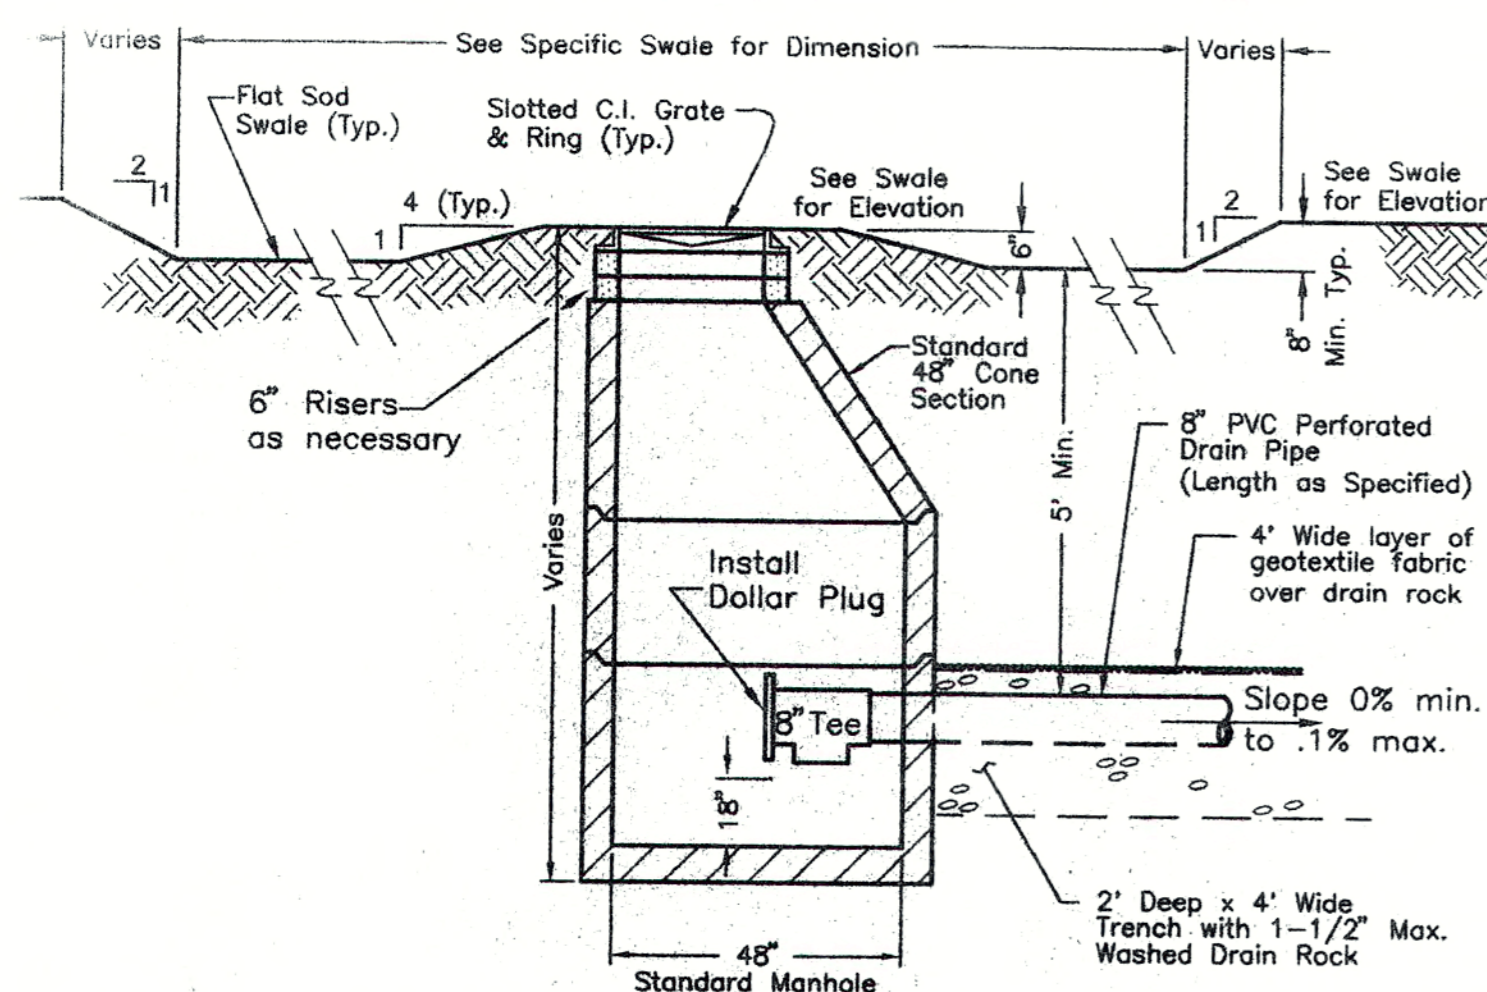 Varies
See Specific Swale for Dimension
Varies
Flat Sod
Swale (Typ.)
Slotted C.I. Grate
& Ring (Typ.)
See Swale
for Elevation
See Swale
for Elevation
2
1
4 (Typ.)
1
6"
2
1
8"
Min. Typ.
6" Risers
as necessary
Standard
48" Cone
Section
5' Min.
8" PVC Perforated
Drain Pipe
(Length as Specified)
4' Wide layer of
geotextile fabric
over drain rock
Varies
Install
Dollar Plug
8" Tee
Slope 0% min.
to .1% max.
18"
2' Deep x 4' Wide
Trench with 1-1/2" Max.
Washed Drain Rock
48"
Standard Manhole